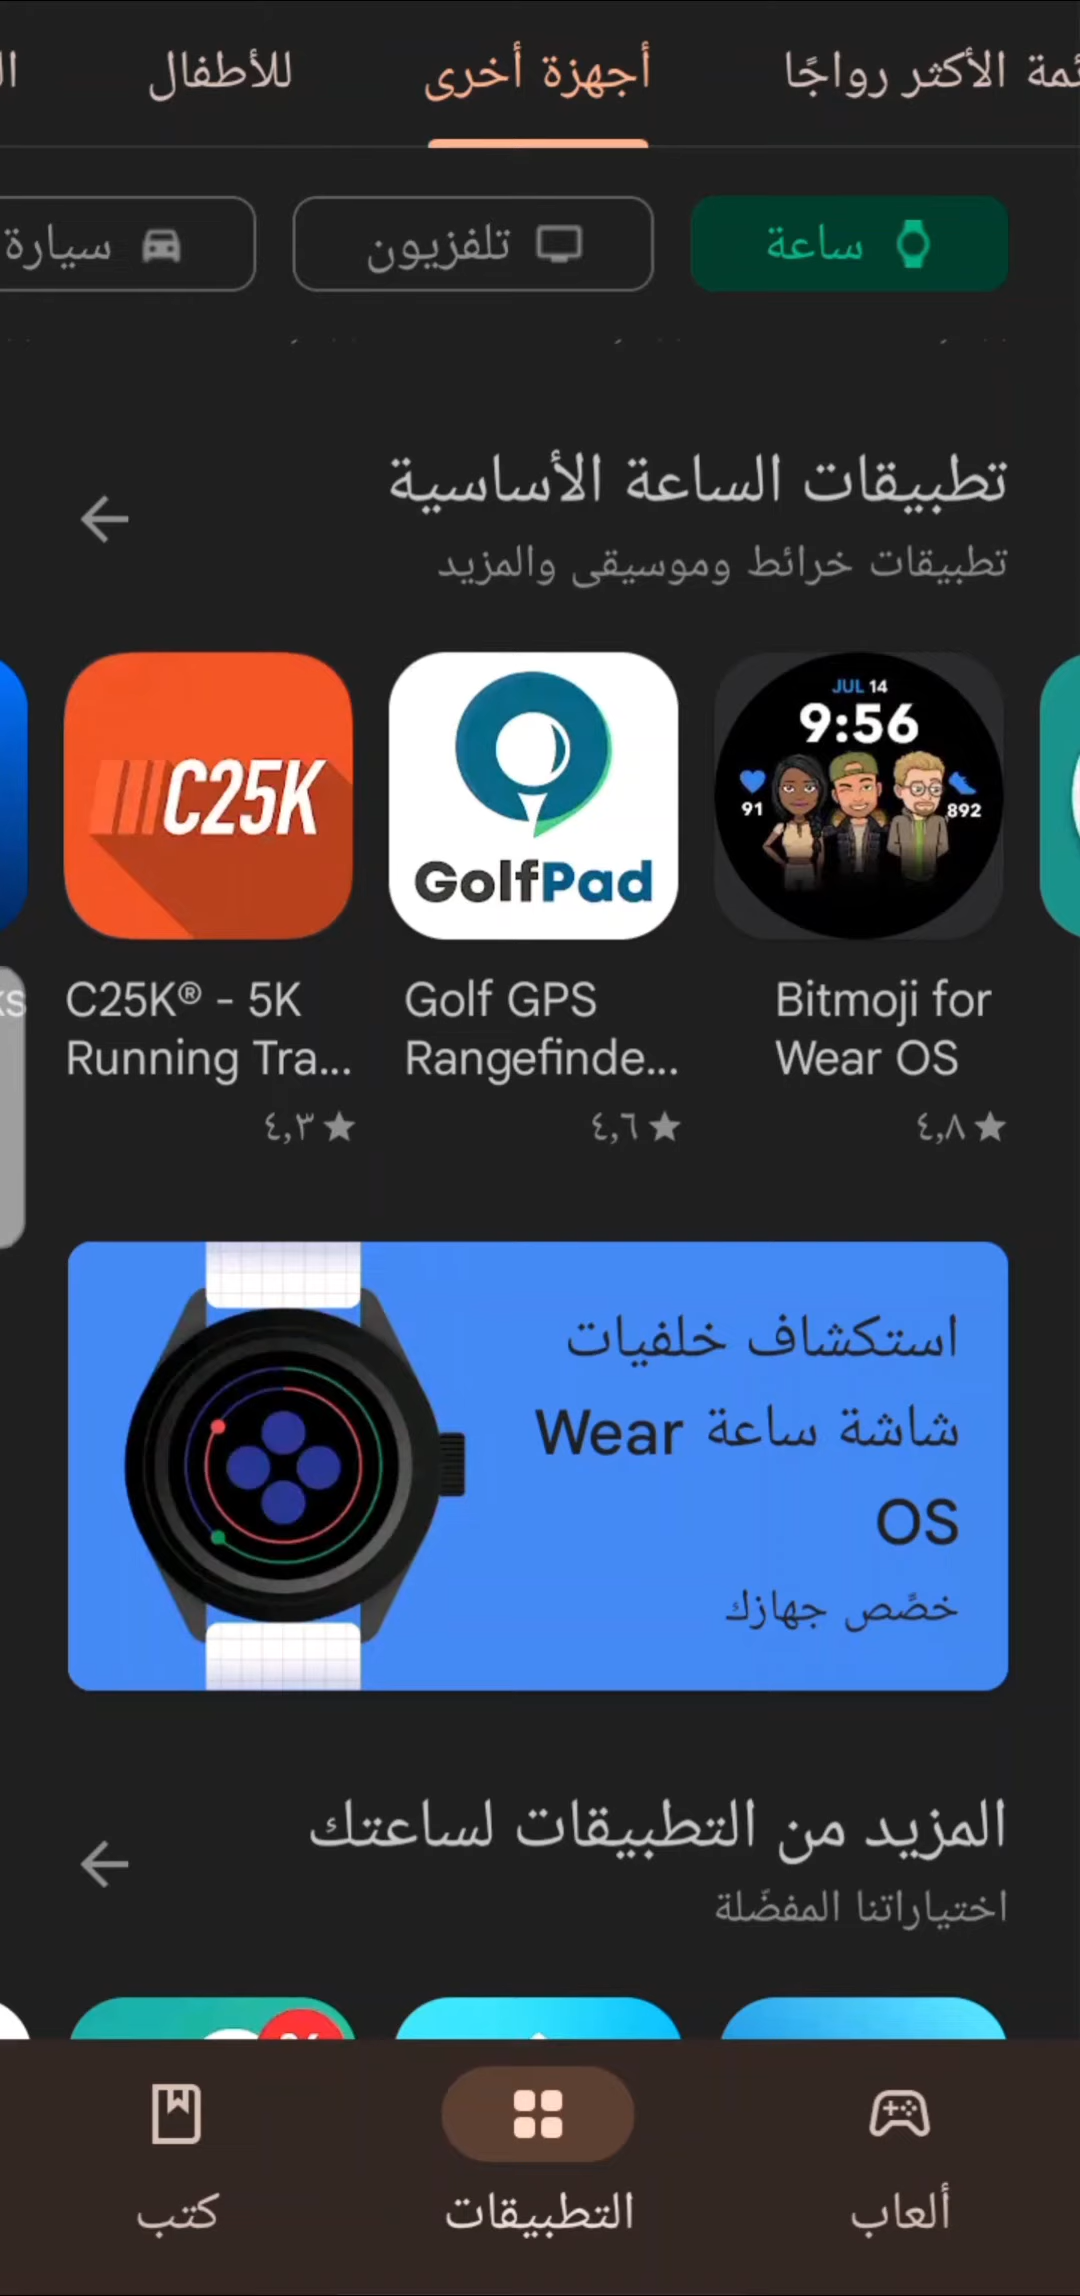 الأكثر رواجًا
أجهزة أخرى
للأطفال
ساعة
تلفزيون
سيارة
تطبيقات الساعة الأساسية
تطبيقات خرائط وموسيقى والمزيد
JUL 14
9:56
91
892
GolfPad
C25K
Bitmoji for
Wear OS
٤٫٨
Golf GPS
Rangefinde...
٤٫٦
C25K® - 5K
Running Tra...
٤٫٣
استكشاف خلفيات
شاشة ساعة Wear
OS
خصِّص جهازك
المزيد من التطبيقات لساعتك
اختياراتنا المفضّلة
ألعاب
التطبيقات
كتب